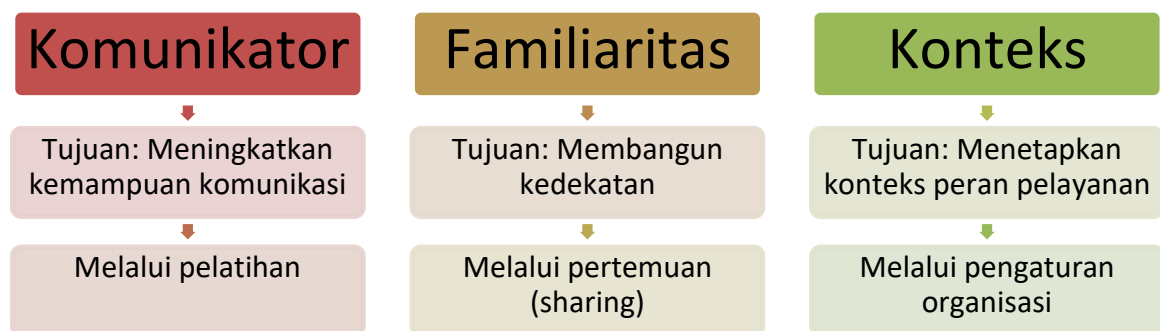 Komunikator
Tujuan: Meningkatkan
kemampuan komunikasi
Melalui pelatihan
Familiaritas
Tujuan: Membangun
kedekatan
Melalui pertemuan
(sharing)
Konteks
Tujuan: Menetapkan
konteks peran pelayanan
Melalui pengaturan
organisasi